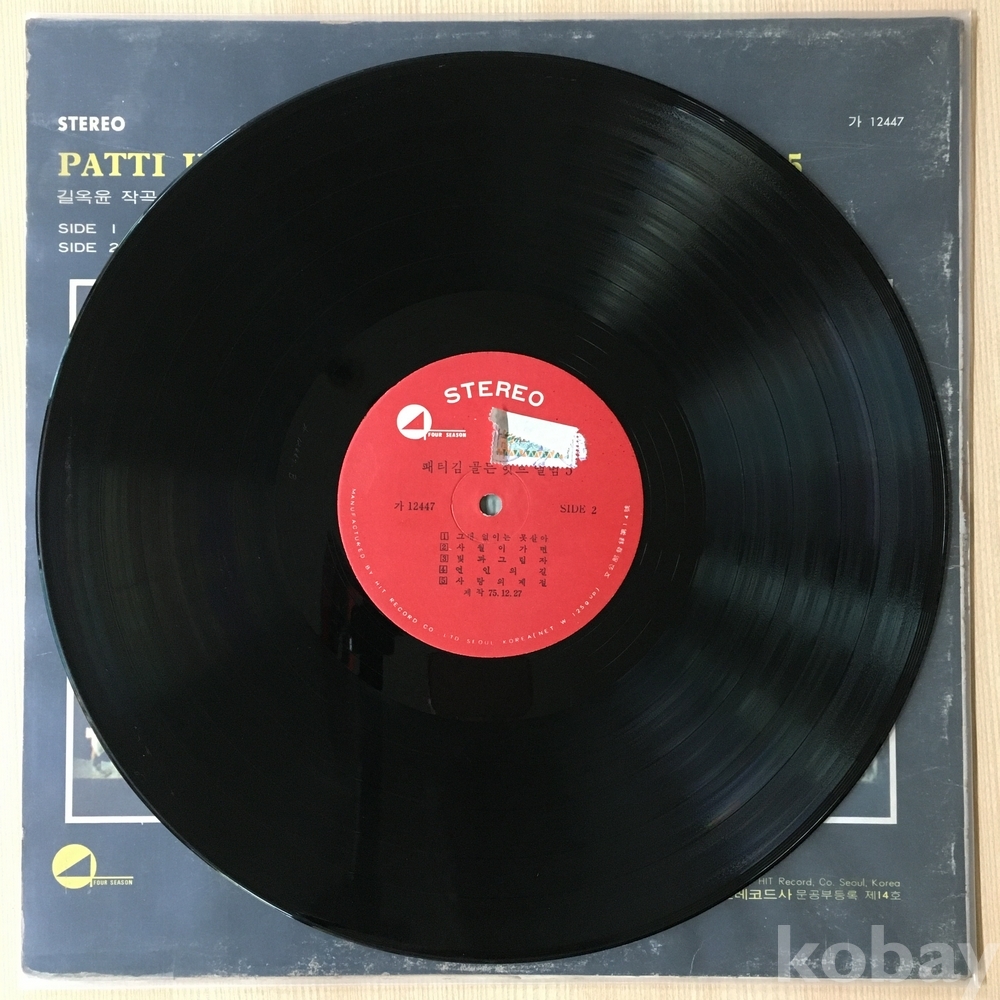 STEREO
가 12447
PATTI
5
길옥윤 작곡
SIDE 1
SIDE 2
STEREO
FOUR SEASON
패티김 골든
가 12447
SIDE 2
1 그대 없이는 못살아
2 사월이 가면
3 빛과 그림자
4 연인의 길
5 사랑의 계절
제작 75.12.27
MANUFACTURED BY HIT RECORD CO. LTD SEOUL KOREA
FOUR SEASON
HIT Record. Co. Seoul, Korea
레코드사 문공부등록 제14호
kobay